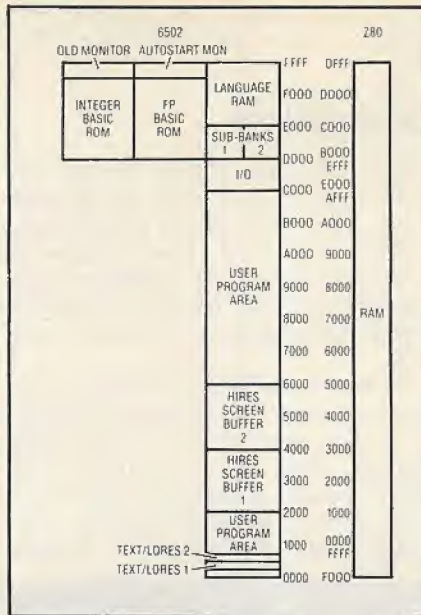 6502 Z80
OLD MONITOR AUTOSTART MON
FFFF DFFF
INTEGER
BASIC
ROM
FP
BASIC
ROM
LANGUAGE
RAM
F000 D000
E000 C000
SUB-BANKS
1 2
D000 B000
EFFF
I/O
C000 E000
AFFF
B000 A000
A000 9000
USER
PROGRAM
AREA
9000 8000
8000 7000
RAM
7000 6000
6000 5000
HIRES
SCREEN
BUFFER
2
5000 4000
4000 3000
HIRES
SCREEN
BUFFER
1
3000 2000
2000 1000
USER
PROGRAM
AREA
1000 0000
FFFF
TEXT/LORES 2
TEXT/LORES 1
0000 F000